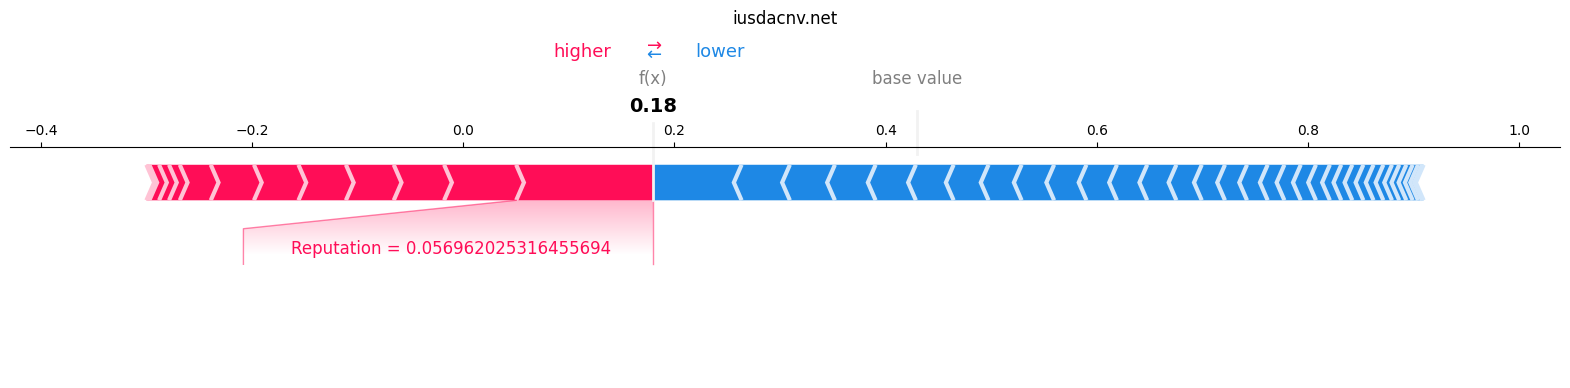 iusdacnv.net
higher ⇄ lower
f(x) base value
0.18
−0.4 −0.2 0.0 0.2 0.4 0.6 0.8 1.0
Reputation = 0.056962025316455694